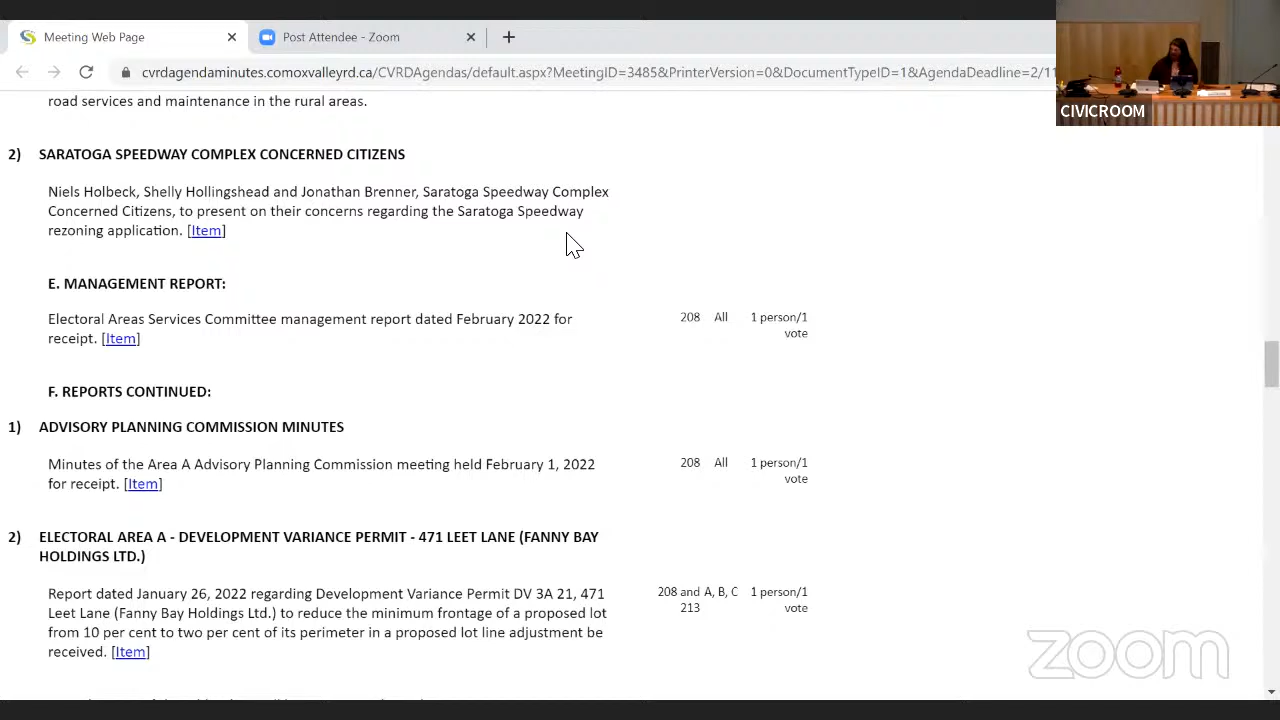 Meeting Web Page
Post Attendee - Zoom
cvrdagendaminutes.comoxvalleyrd.ca/CVRDAgendas/default.aspx?MeetingID=3485&PrinterVersion=0&DocumentTypeID=1&AgendaDeadline=2/11
CIVICROOM
road services and maintenance in the rural areas.
2) SARATOGA SPEEDWAY COMPLEX CONCERNED CITIZENS
Niels Holbeck, Shelly Hollingshead and Jonathan Brenner, Saratoga Speedway Complex
Concerned Citizens, to present on their concerns regarding the Saratoga Speedway
rezoning application. [Item]
E. MANAGEMENT REPORT:
Electoral Areas Services Committee management report dated February 2022 for 208 All 1 person/1
receipt. [Item] vote
F. REPORTS CONTINUED:
1) ADVISORY PLANNING COMMISSION MINUTES
Minutes of the Area A Advisory Planning Commission meeting held February 1, 2022 208 All 1 person/1
for receipt. [Item] vote
2) ELECTORAL AREA A - DEVELOPMENT VARIANCE PERMIT - 471 LEET LANE (FANNY BAY
HOLDINGS LTD.)
Report dated January 26, 2022 regarding Development Variance Permit DV 3A 21, 471 208 and A, B, C 1 person/1
Leet Lane (Fanny Bay Holdings Ltd.) to reduce the minimum frontage of a proposed lot 213 vote
from 10 per cent to two per cent of its perimeter in a proposed lot line adjustment be
received. [Item]
zoom